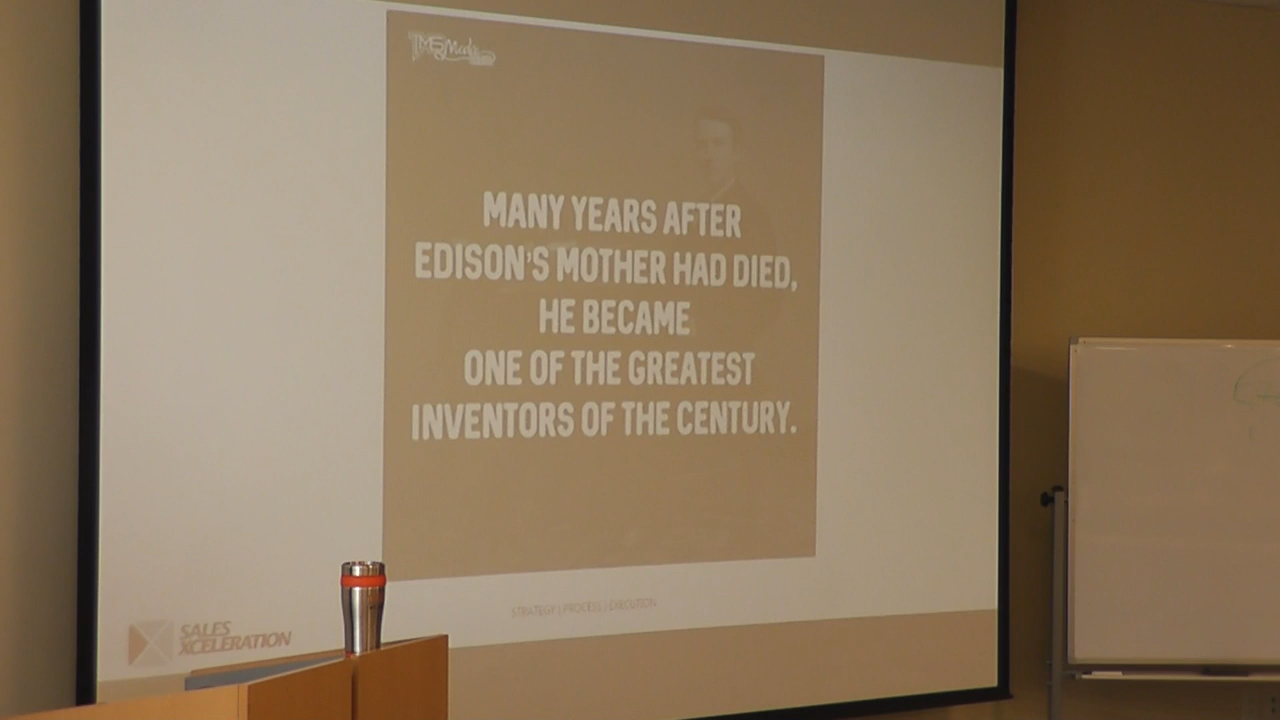 MANY YEARS AFTER
EDISON'S MOTHER HAD DIED,
HE BECAME
ONE OF THE GREATEST
INVENTORS OF THE CENTURY.
STRATEGY | PROCESS | EXECUTION
SALES
XCELERATION